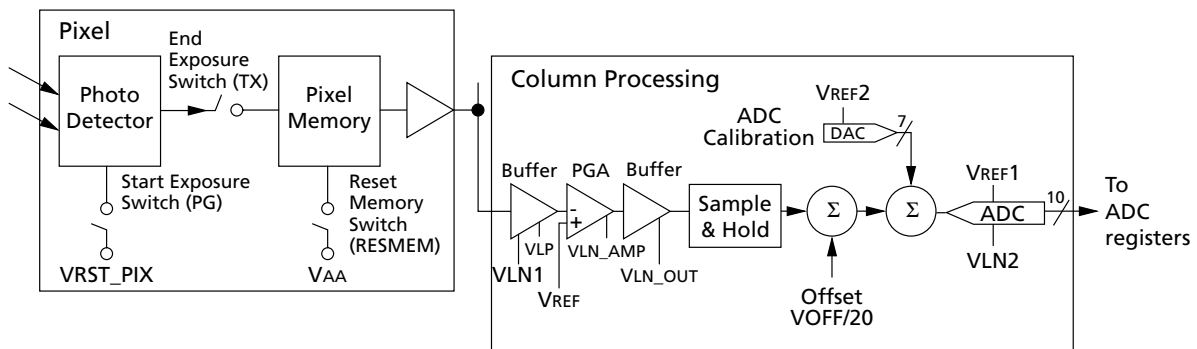 Pixel
End
Exposure
Switch (TX)
Photo
Detector
Pixel
Memory
Start Exposure
Switch (PG)
Reset
Memory
Switch
(RESMEM)
VRST_PIX
VAA
Column Processing
VREF2
ADC
Calibration
DAC
7
Buffer
PGA
Buffer
-
+
VLP
VLN1
VREF
VLN_AMP
VLN_OUT
Sample
& Hold
Σ
Σ
Offset
VOFF/20
VREF1
ADC
10
VLN2
To
ADC
registers